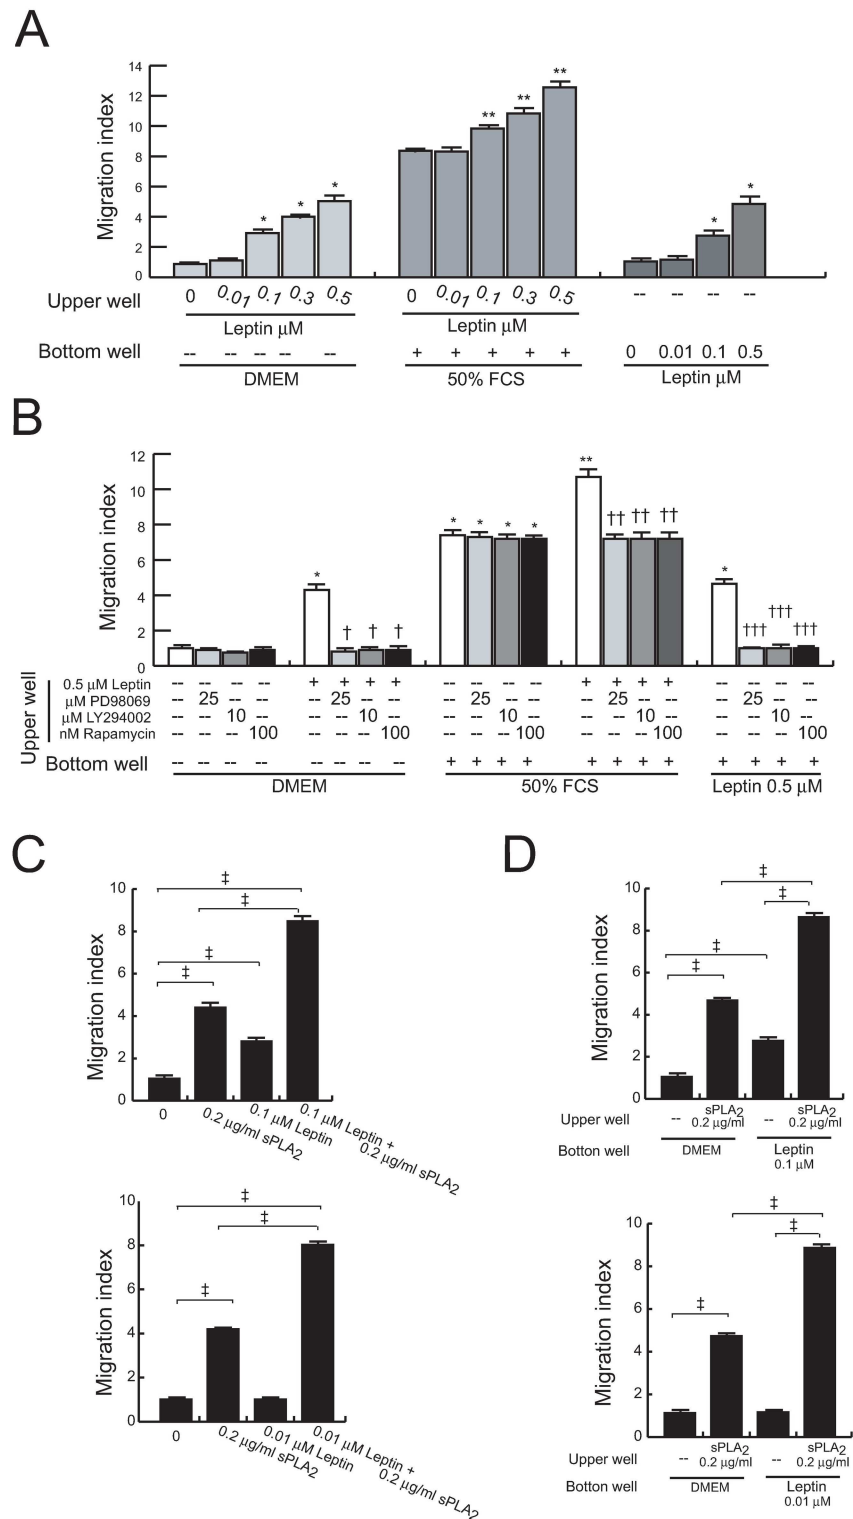 A
Migration index
14
12
10
8
6
4
2
0
* * * ** ** ** * *
Upper well 0 0.01 0.1 0.3 0.5 0 0.01 0.1 0.3 0.5 -- -- -- --
Leptin μM Leptin μM
Bottom well -- -- -- -- -- + + + + + 0 0.01 0.1 0.5
DMEM 50% FCS Leptin μM
B
Migration index
12
10
8
6
4
2
0
* † † † * * * * ** †† †† †† * ††† ††† †††
Upper well
0.5 μM Leptin -- -- -- -- + + + + -- -- -- -- + + + + -- -- -- --
μM PD98069 -- 25 -- -- -- 25 -- -- -- 25 -- -- -- 25 -- -- -- 25 -- --
μM LY294002 -- -- 10 -- -- -- 10 -- -- -- 10 -- -- -- 10 -- -- -- 10 --
nM Rapamycin -- -- -- 100 -- -- -- 100 -- -- -- 100 -- -- -- 100 -- -- -- 100
Bottom well -- -- -- -- -- -- -- -- + + + + + + + + + + + +
DMEM 50% FCS Leptin 0.5 μM
C
Migration index
10
8
6
4
2
0
‡
‡
‡
‡
0
0.2 μg/ml sPLA2
0.1 μM Leptin
0.1 μM Leptin +
0.2 μg/ml sPLA2
Migration index
10
8
6
4
2
0
‡
‡
‡
0
0.2 μg/ml sPLA2
0.01 μM Leptin
0.01 μM Leptin +
0.2 μg/ml sPLA2
D
Migration index
10
8
6
4
2
0
‡
‡
‡
‡
Upper well -- sPLA2 0.2 μg/ml -- sPLA2 0.2 μg/ml
Botton well DMEM Leptin
0.1 μM
Migration index
10
8
6
4
2
0
‡
‡
‡
Upper well -- sPLA2 0.2 μg/ml -- sPLA2 0.2 μg/ml
Botton well DMEM Leptin
0.01 μM